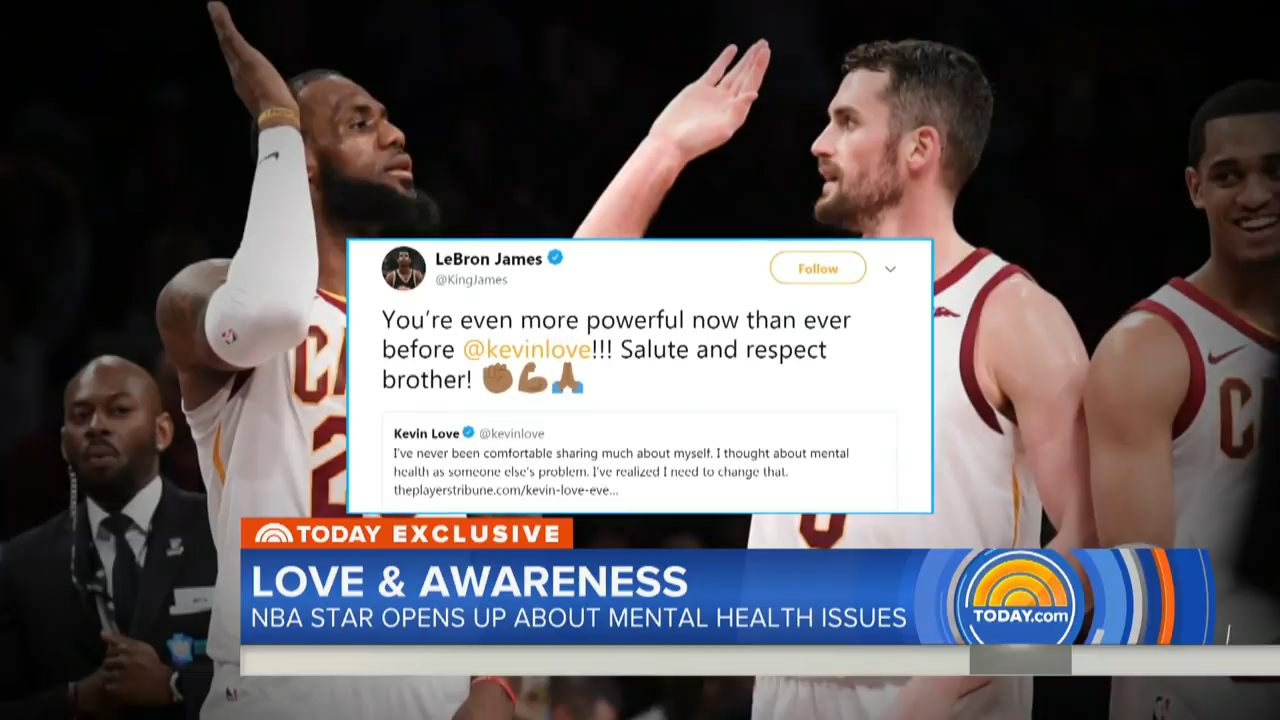 LeBron James
@KingJames
Follow
You're even more powerful now than ever
before @kevinlove!!! Salute and respect
brother! ✊🏾💪🏾🙏🏾
Kevin Love @kevinlove
I've never been comfortable sharing much about myself. I thought about mental
health as someone else's problem. I've realized I need to change that.
theplayerstribune.com/kevin-love-eve...
TODAY EXCLUSIVE
LOVE & AWARENESS
NBA STAR OPENS UP ABOUT MENTAL HEALTH ISSUES
TODAY.com